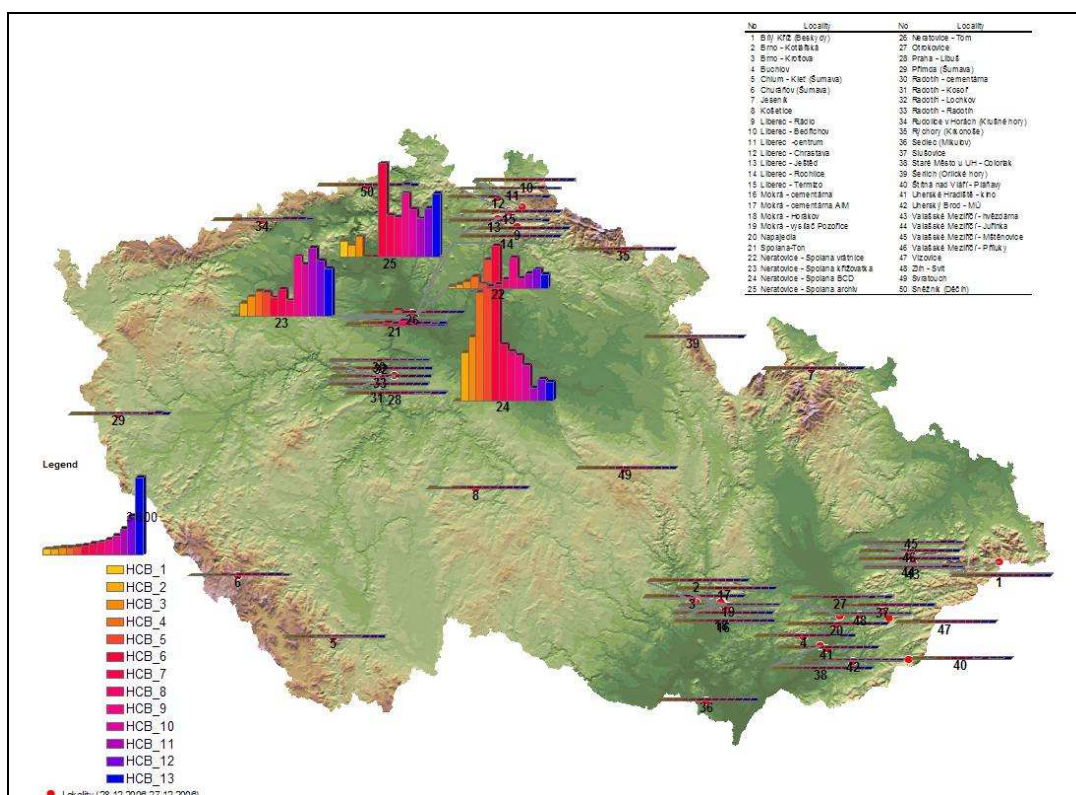 No Locality No Locality
1 Bílý Kříž (Beskydy) 26 Neratovice - Tom
2 Brno - Kotlářská 27 Otrokovice
3 Brno - Kroftova 28 Praha - Libuš
4 Buchlov 29 Přimda (Šumava)
5 Chlum - Kleť (Šumava) 30 Radotín - cementárna
6 Churáňov (Šumava) 31 Radotín - Kosoř
7 Jeseník 32 Radotín - Lochkov
8 Košetice 33 Radotín - Radotín
9 Liberec - Rádio 34 Rudolice v Horách (Krušné hory)
10 Liberec - Bedřichov 35 Rýchory (Krkonoše)
11 Liberec -centrum 36 Sedlec (Mikulov)
12 Liberec - Chrastava 37 Slušovice
13 Liberec - Ještěd 38 Staré Město u UH - Colorlak
14 Liberec - Rochlice 39 Šerlich (Orlické hory)
15 Liberec - Termizo 40 Štítná nad Vláří - Pláňavy
16 Mokrá - cementárna 41 Uherské Hradiště - kino
17 Mokrá - cementárna AIM 42 Uherský Brod - MÚ
18 Mokrá - Horákov 43 Valašské Meziříčí - hvězdárna
19 Mokrá - vysílač Pozořice 44 Valašské Meziříčí - Juřinka
20 Napajedla 45 Valašské Meziříčí - Mštěnovice
21 Spolana-Ton 46 Valašské Meziříčí - Příluky
22 Neratovice - Spolana vrátnice 47 Vizovice
23 Neratovice - Spolana křižovatka 48 Zlín - Svit
24 Neratovice - Spolana BCD 49 Svratouch
25 Neratovice - Spolana archiv 50 Sněžník (Děčín)
50
10
11
12
15
13
9
14
34
25
35
22
23
26
21
39
30
32
33
31 28
24
7
29
49
8
Legend
HCB_1
HCB_2
HCB_3
HCB_4
HCB_5
HCB_6
HCB_7
HCB_8
HCB_9
HCB_10
HCB_11
HCB_12
HCB_13
45
46
44
43
1
6
2
17
3
19
18
16
27
37
48
20
47
5
4
41
42
40
38
36